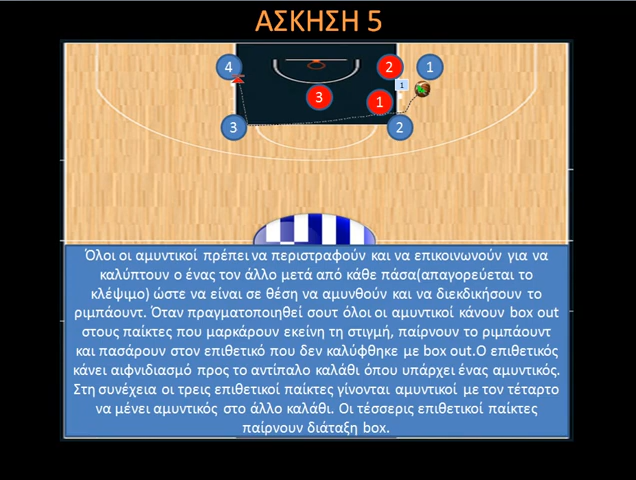 ΑΣΚΗΣΗ 5
4
2
1
1
3
1
3
2
Όλοι οι αμυντικοί πρέπει να περιστραφούν και να επικοινωνούν για να
καλύπτουν ο ένας τον άλλο μετά από κάθε πάσα(απαγορεύεται το
κλέψιμο) ώστε να είναι σε θέση να αμυνθούν και να διεκδικήσουν το
ριμπάουντ. Όταν πραγματοποιηθεί σουτ όλοι οι αμυντικοί κάνουν box out
στους παίκτες που μαρκάρουν εκείνη τη στιγμή, παίρνουν το ριμπάουντ
και πασάρουν στον επιθετικό που δεν καλύφθηκε με box out.Ο επιθετικός
κάνει αιφνιδιασμό προς το αντίπαλο καλάθι όπου υπάρχει ένας αμυντικός.
Στη συνέχεια οι τρεις επιθετικοί παίκτες γίνονται αμυντικοί με τον τέταρτο
να μένει αμυντικός στο άλλο καλάθι. Οι τέσσερις επιθετικοί παίκτες
παίρνουν διάταξη box.